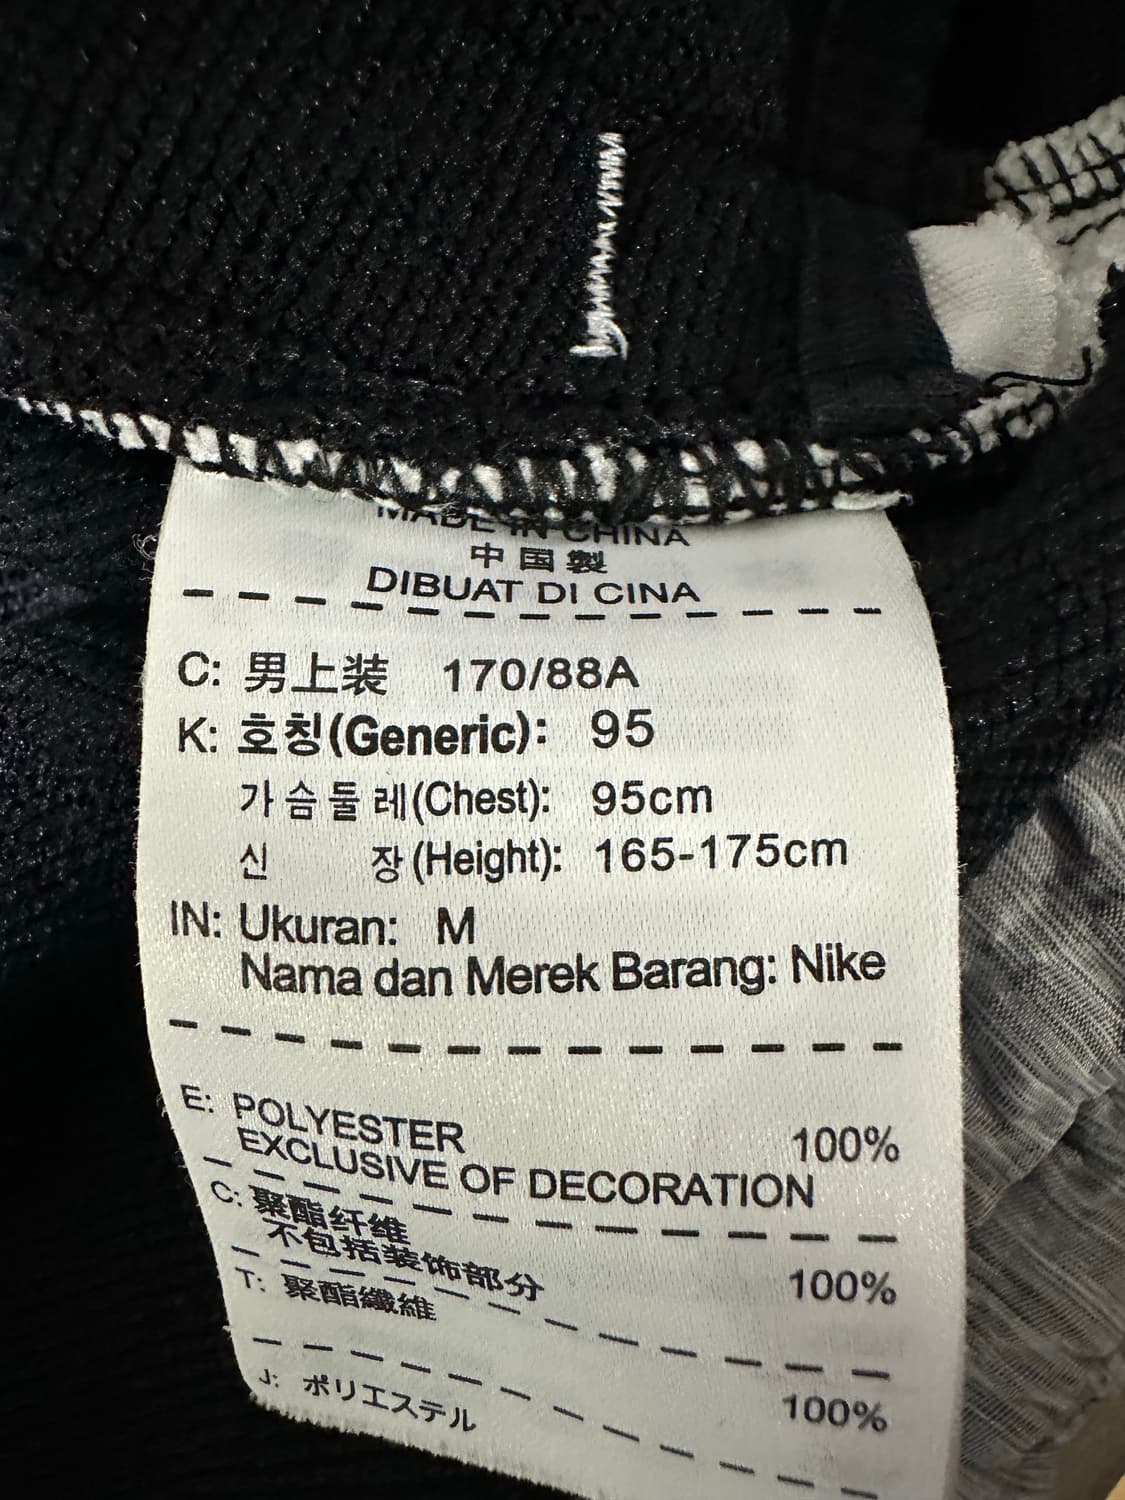 MADE IN CHINA
中国製
DIBUAT DI CINA
C: 男上装 170/88A
K: 호칭(Generic): 95
가슴둘레(Chest): 95cm
신 장(Height): 165-175cm
IN: Ukuran: M
Nama dan Merek Barang: Nike
E: POLYESTER 100%
EXCLUSIVE OF DECORATION
C: 聚酯纤维 100%
不包括装饰部分
T: 聚酯纖維 100%
J: ポリエステル